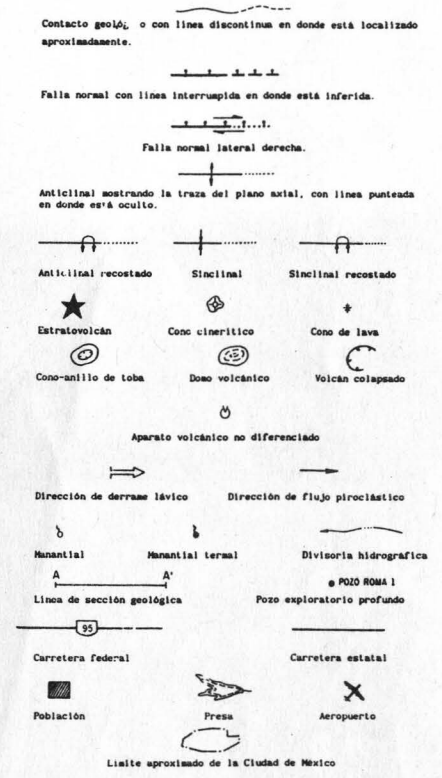 Contacto geológ, o con linea discontinua en donde está localizado
aproximadamente.
Falla normal con linea interrumpida en donde está inferida.
Falla normal lateral derecha.
Anticlinal mostrando la traza del plano axial, con linea punteada
en donde está oculto.
Anticlinal recostado Sinclinal Sinclinal recostado
Estratovolcán Cono cineritico Cono de lava
Cono-anillo de toba Domo volcánico Volcán colapsado
Aparato volcánico no diferenciado
Dirección de derrame lávico Dirección de flujo piroclástico
Manantial Manantial termal Divisoria hidrográfica
A A'
POZO ROMA 1
Linea de sección geológica Pozo exploratorio profundo
95
Carretera federal Carretera estatal
Población Presa Aeropuerto
Limite aproximado de la Ciudad de México